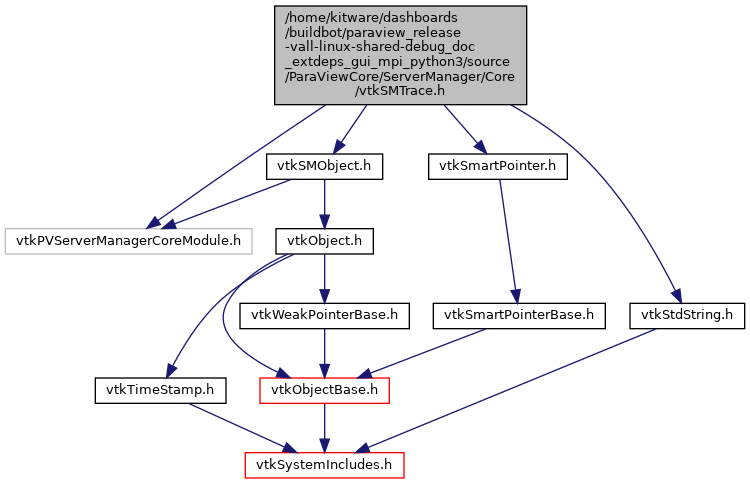 /home/kitware/dashboards
/buildbot/paraview_release
-vall-linux-shared-debug_doc
_extdeps_gui_mpi_python3/source
/ParaViewCore/ServerManager/Core
/vtkSMTrace.h
vtkSMObject.h
vtkSmartPointer.h
vtkPVServerManagerCoreModule.h
vtkObject.h
vtkWeakPointerBase.h
vtkSmartPointerBase.h
vtkStdString.h
vtkTimeStamp.h
vtkObjectBase.h
vtkSystemIncludes.h